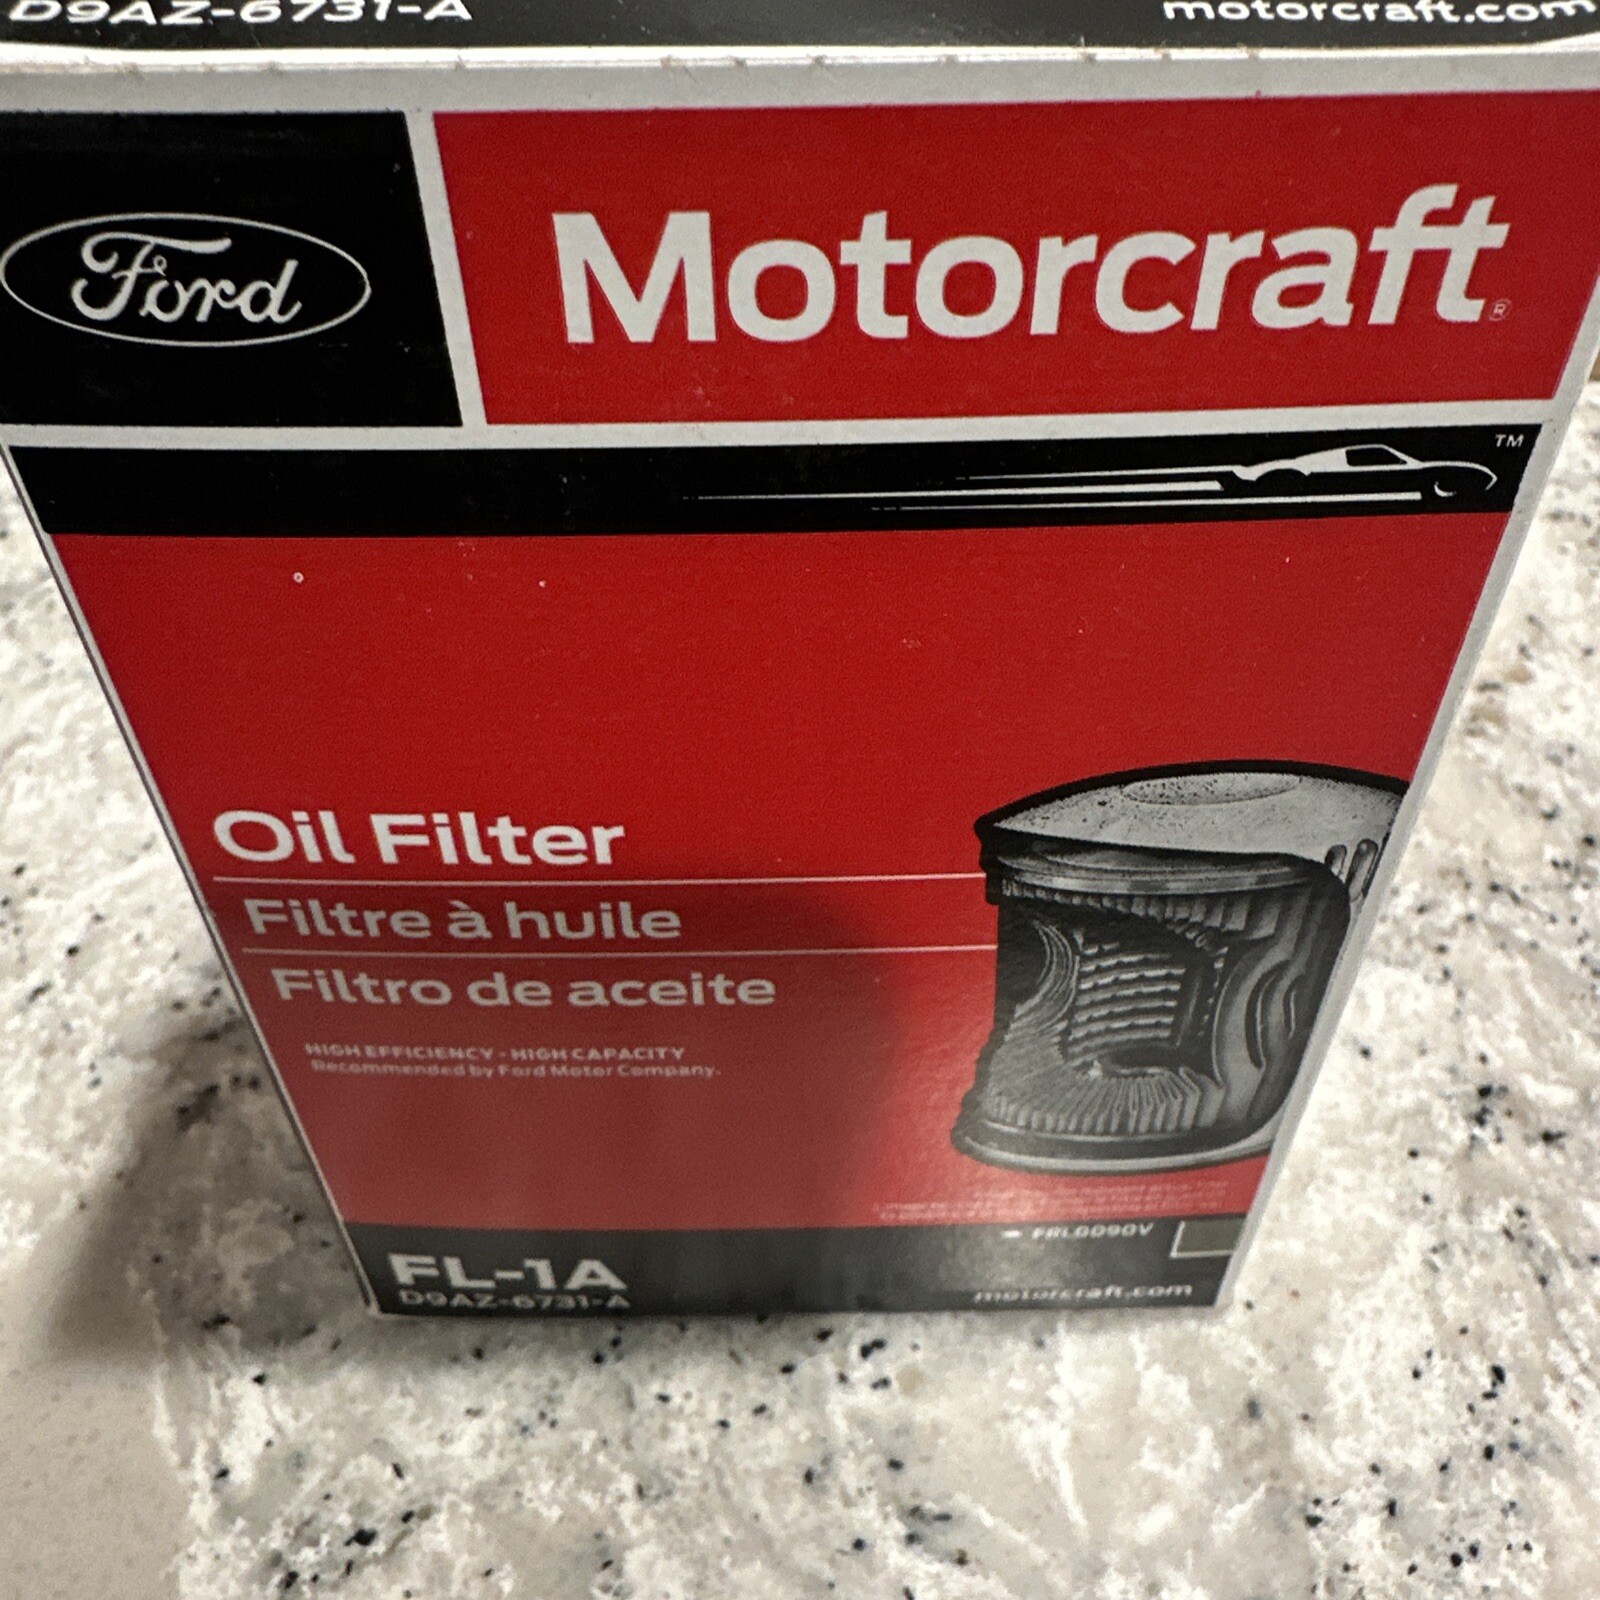 D9AZ-6731-A
motorcraft.com
Ford
Motorcraft®
™
Oil Filter
Filtre à huile
Filtro de aceite
HIGH EFFICIENCY - HIGH CAPACITY
Recommended by Ford Motor Company.
FL-1A
D9AZ-6731-A
motorcraft.com